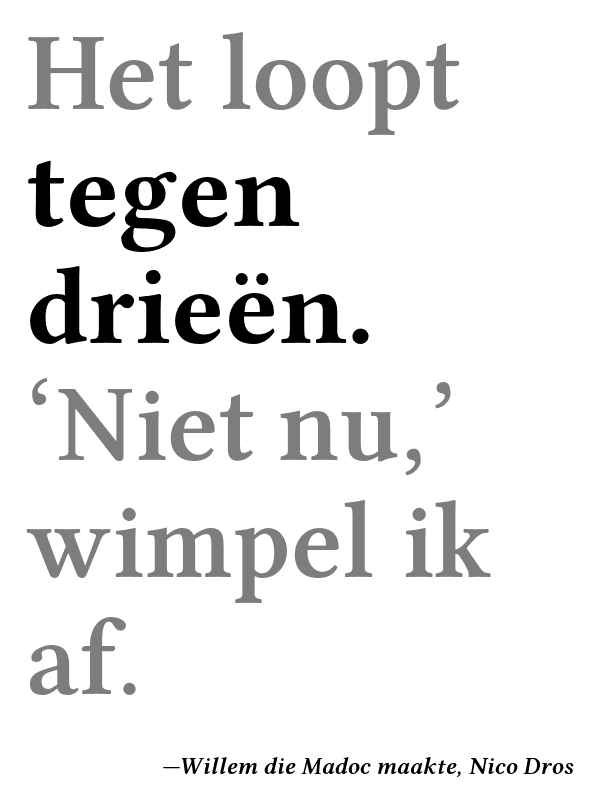 Het loopt
tegen
drieën.
‘Niet nu,’
wimpel ik
af.
—Willem die Madoc maakte, Nico Dros